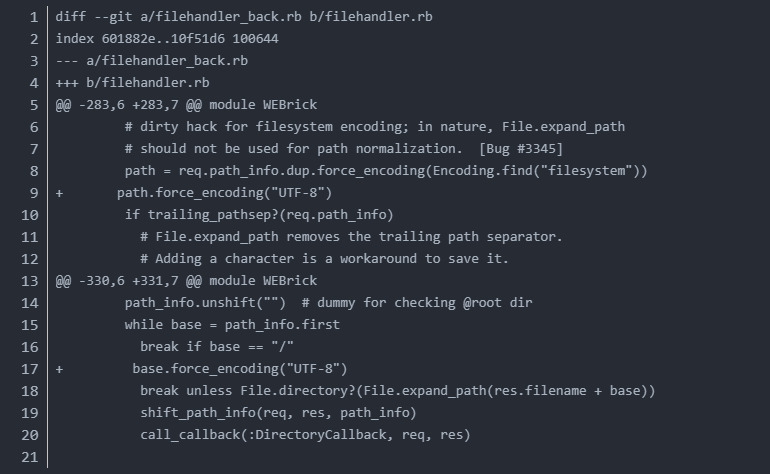 1 diff --git a/filehandler_back.rb b/filehandler.rb
2 index 601882e..10f51d6 100644
3 --- a/filehandler_back.rb
4 +++ b/filehandler.rb
5 @@ -283,6 +283,7 @@ module WEBrick
6          # dirty hack for filesystem encoding; in nature, File.expand_path
7          # should not be used for path normalization.  [Bug #3345]
8          path = req.path_info.dup.force_encoding(Encoding.find("filesystem"))
9 +       path.force_encoding("UTF-8")
10          if trailing_pathsep?(req.path_info)
11            # File.expand_path removes the trailing path separator.
12            # Adding a character is a workaround to save it.
13 @@ -330,6 +331,7 @@ module WEBrick
14          path_info.unshift("")  # dummy for checking @root dir
15          while base = path_info.first
16            break if base == "/"
17 +         base.force_encoding("UTF-8")
18            break unless File.directory?(File.expand_path(res.filename + base))
19            shift_path_info(req, res, path_info)
20            call_callback(:DirectoryCallback, req, res)
21